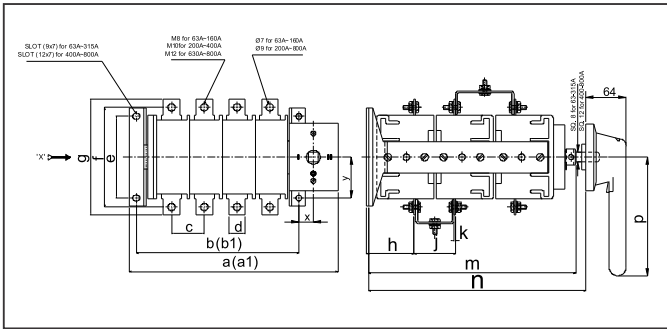 SLOT (9x7) for 63A~315A
SLOT (12x7) for 400A~800A
M8 for 63A~160A
M10for 200A~400A
M12 for 630A~800A
Ø7 for 63A~160A
Ø9 for 200A~800A
SQ. 8 for 63-315A
SQ. 12 for 400-800A
64
"X"
g
f
e
y
x
c
d
b(b1)
a(a1)
h
j
k
m
n
p
I
II